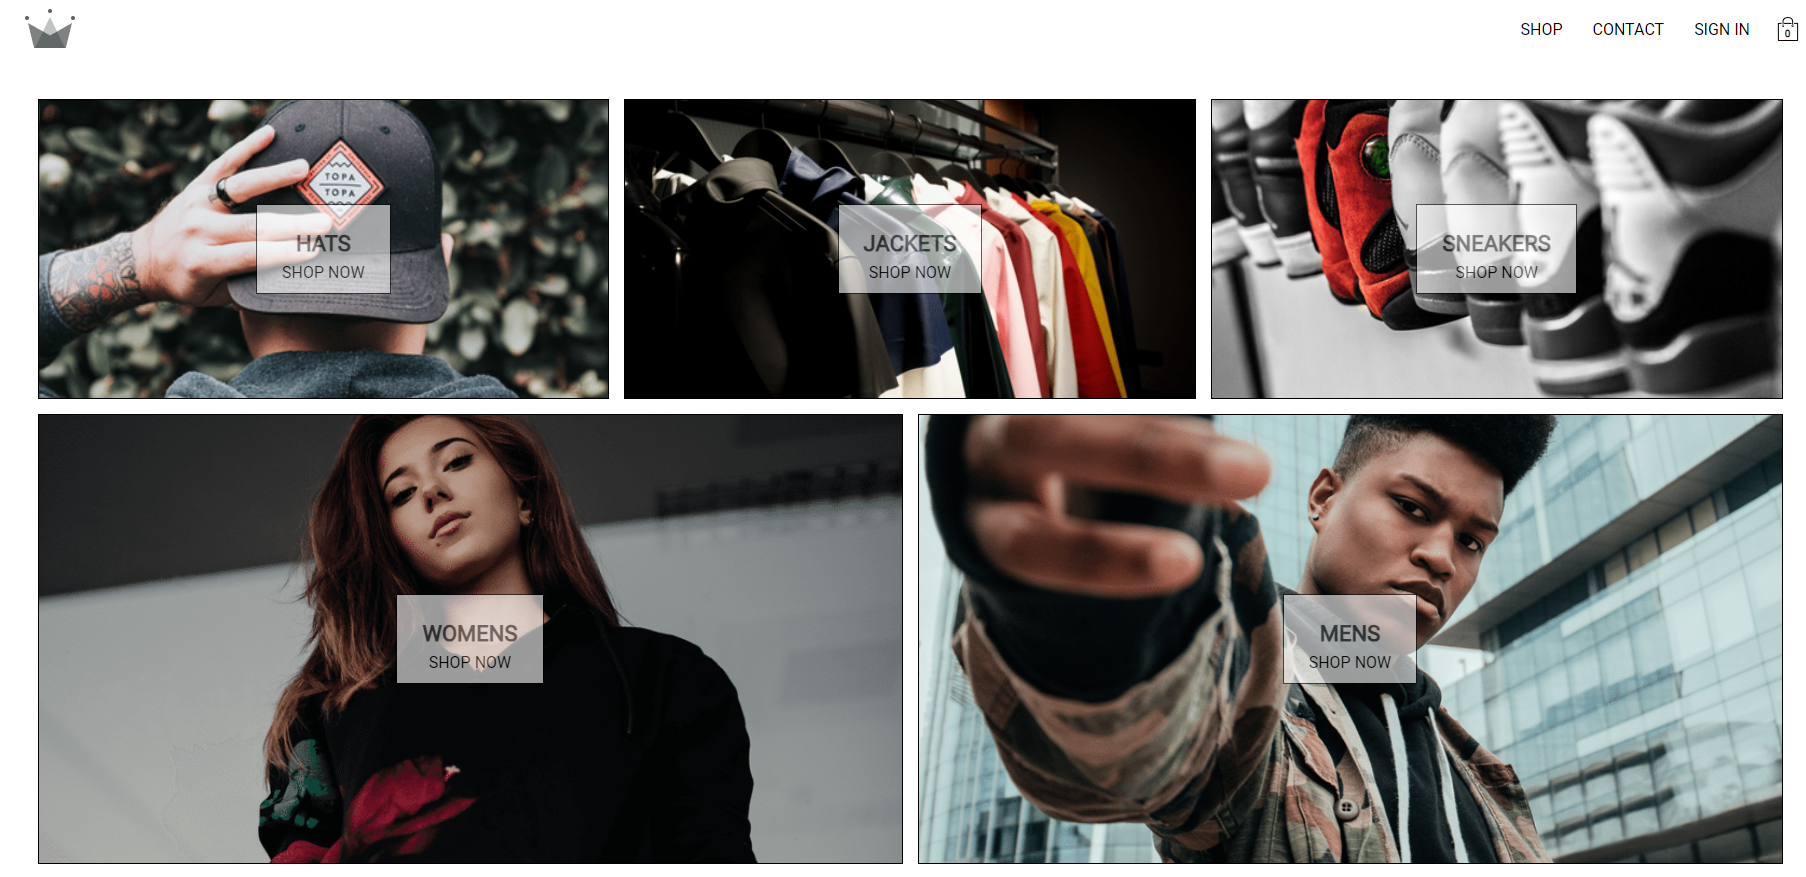 SHOP
CONTACT
SIGN IN
0
TOPA
TOPA
HATS
SHOP NOW
JACKETS
SHOP NOW
SNEAKERS
SHOP NOW
WOMENS
SHOP NOW
MENS
SHOP NOW